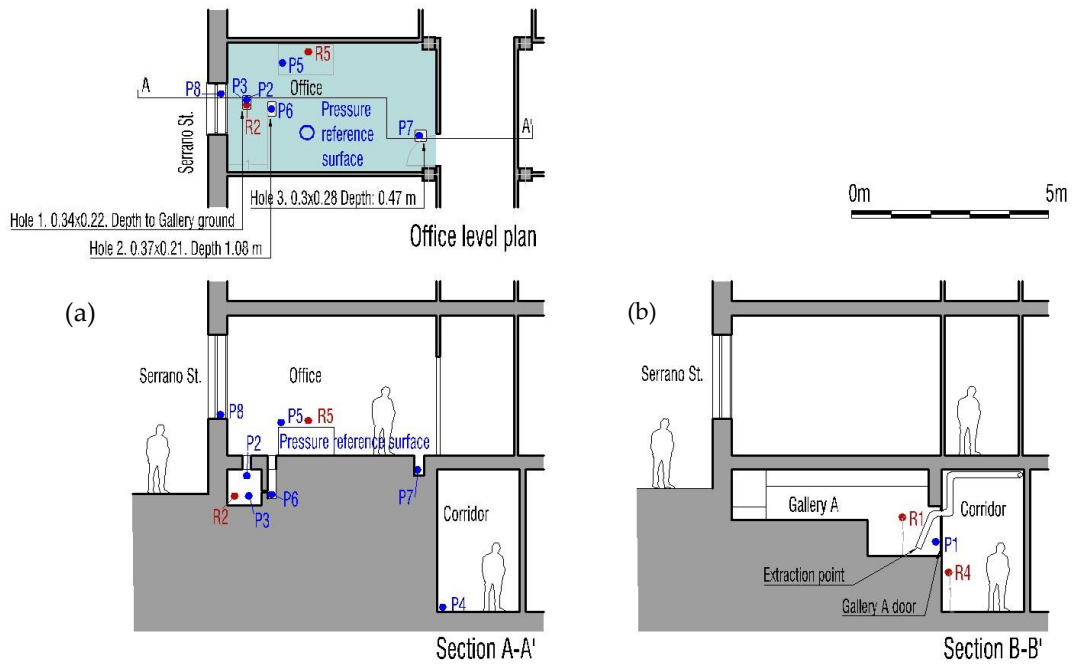 A
P8
P3
P2
P5
R5
Office
R2
P6
Pressure
reference
surface
P7
A'
1
Serrano St.
Hole 3. 0.3x0.28 Depth: 0.47 m
Hole 1. 0.34x0.22. Depth to Gallery ground
Hole 2. 0.37x0.21. Depth 1.08 m
Office level plan
0m
5m
(a)
Serrano St.
Office
P8
P5
R5
P2
Pressure reference surface
R2
P3
P6
P7
Corridor
P4
Section A-A'
(b)
Serrano St.
Gallery A
R1
Corridor
P1
Extraction point
R4
Gallery A door
Section B-B'